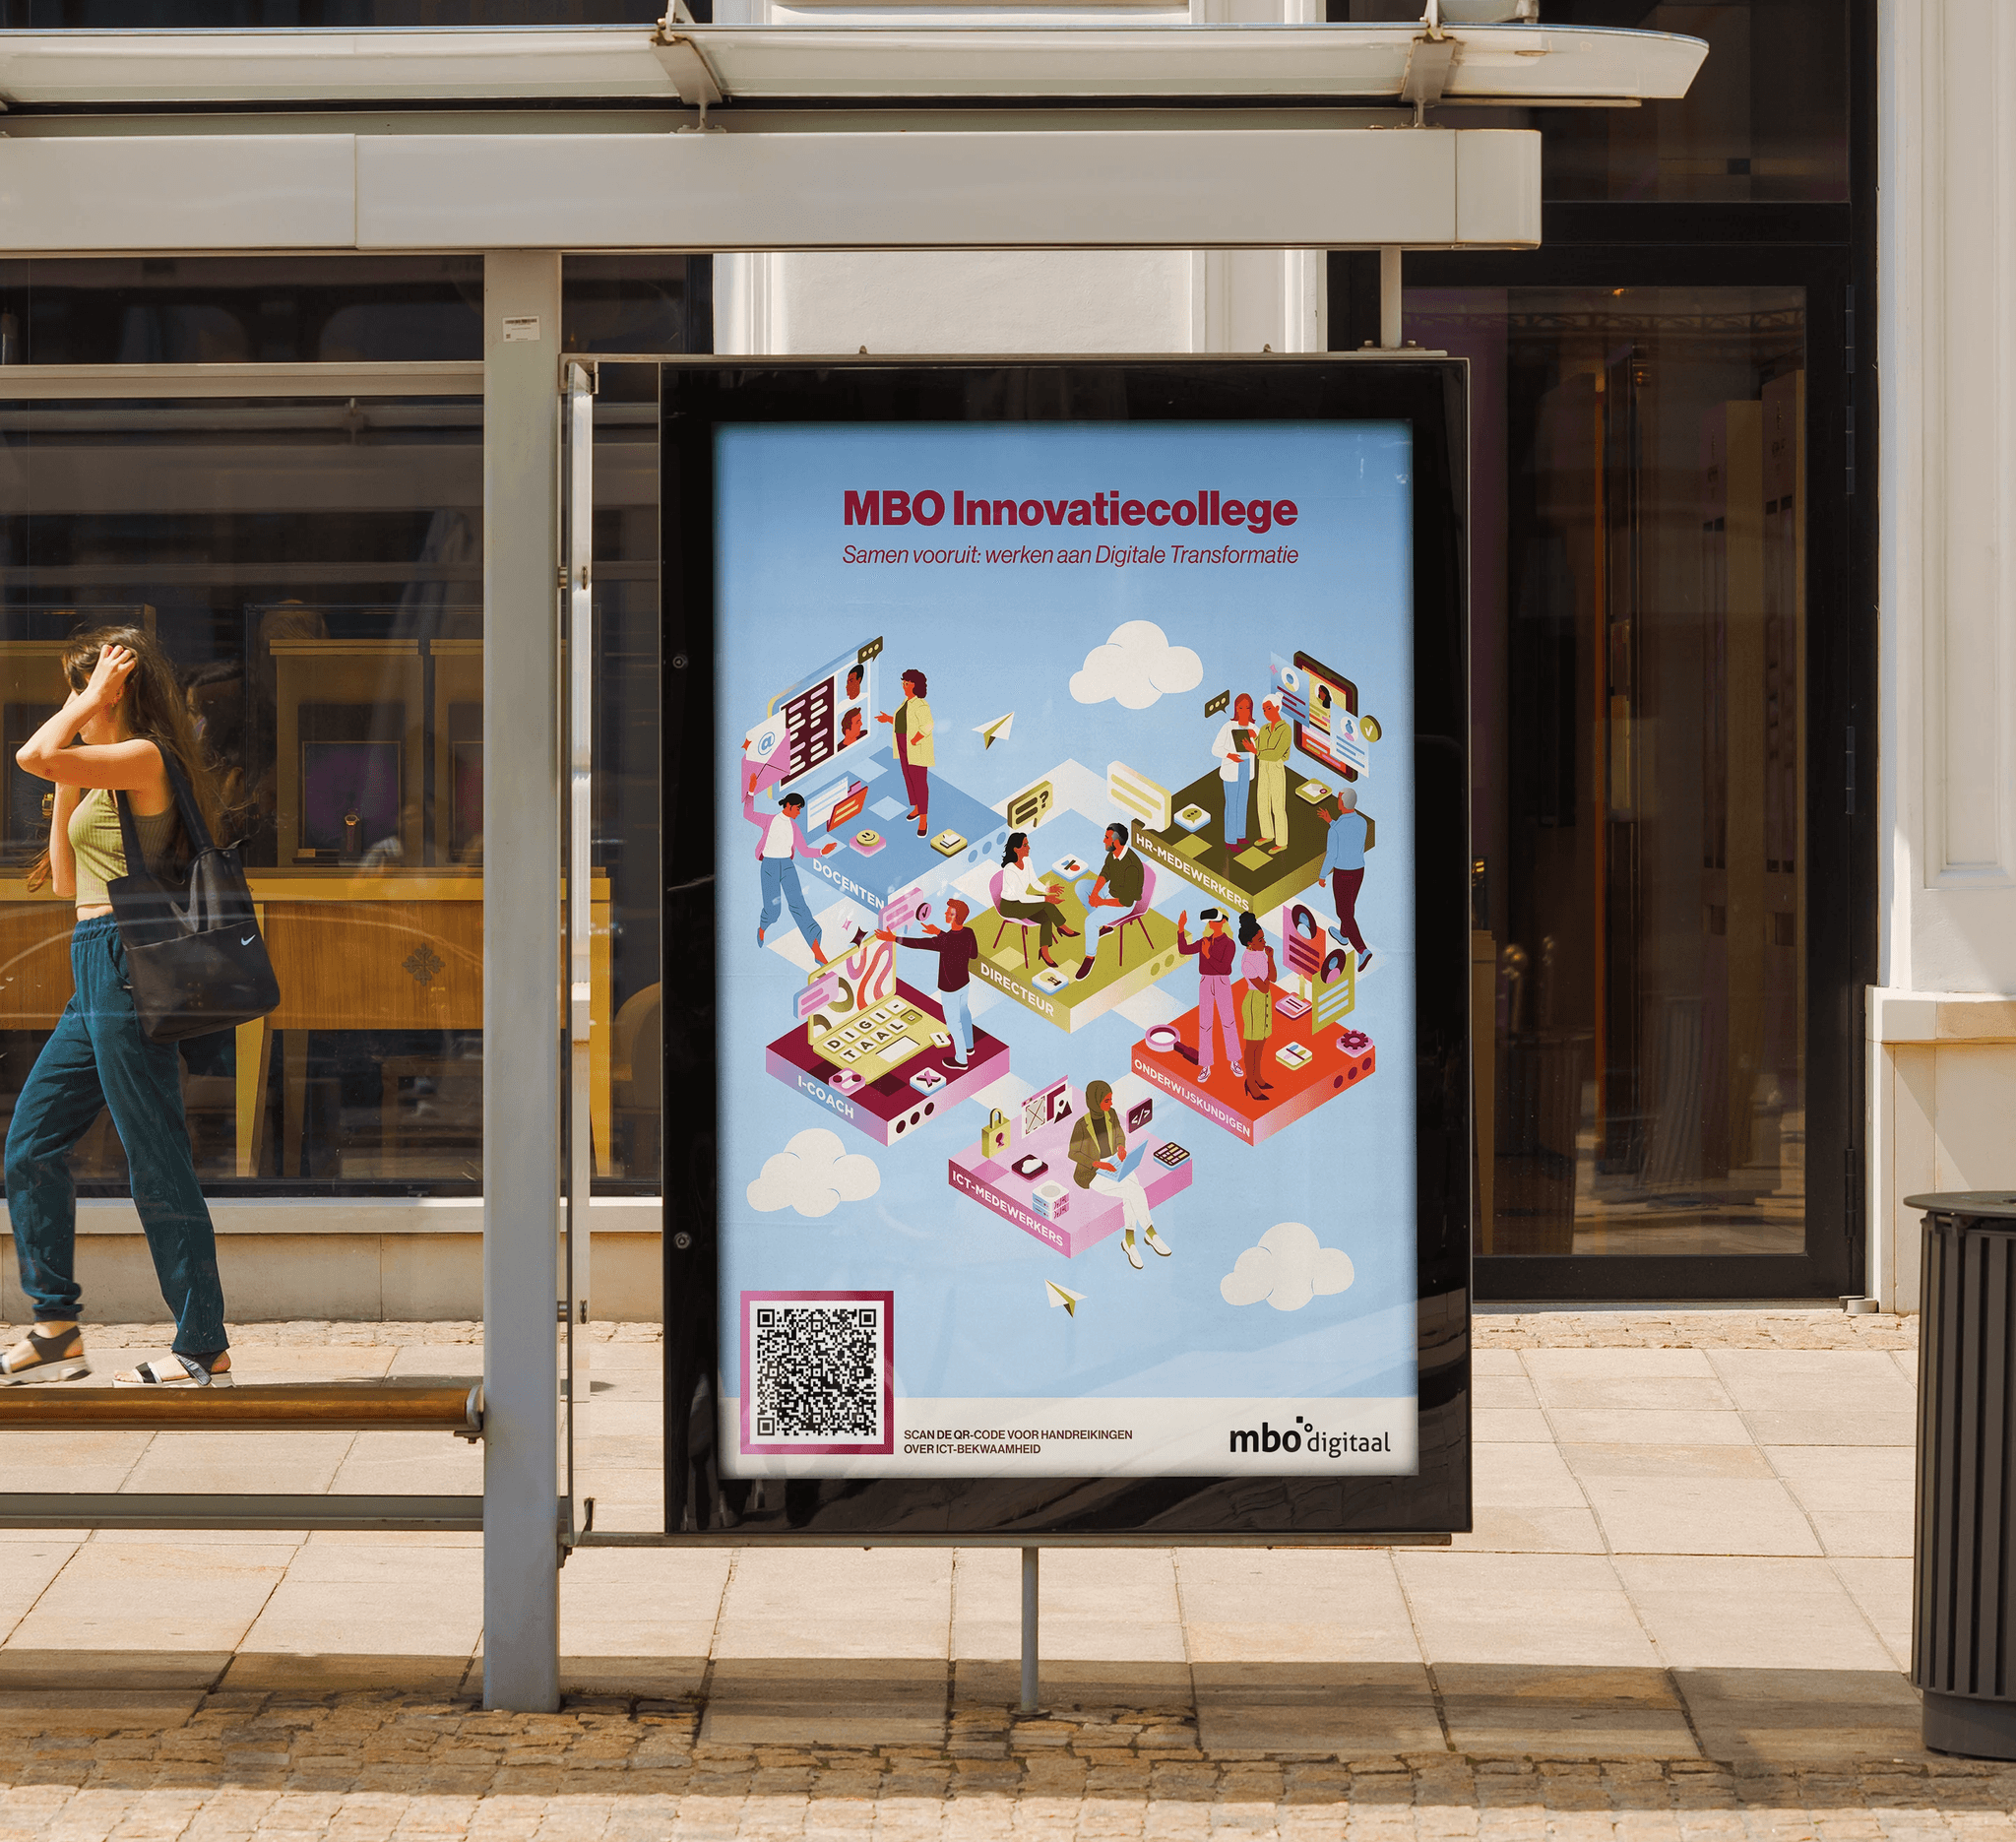 MBO Innovatiecollege
Samen vooruit: werken aan Digitale Transformatie
DOCENTEN
HR-MEDEWERKERS
DIRECTEUR
DIGI
TAAL
I-COACH
ONDERWIJSKUNDIGEN
ICT-MEDEWERKERS
SCAN DE QR-CODE VOOR HANDREIKINGEN
OVER ICT-BEKWAAMHEID
mbo digitaal